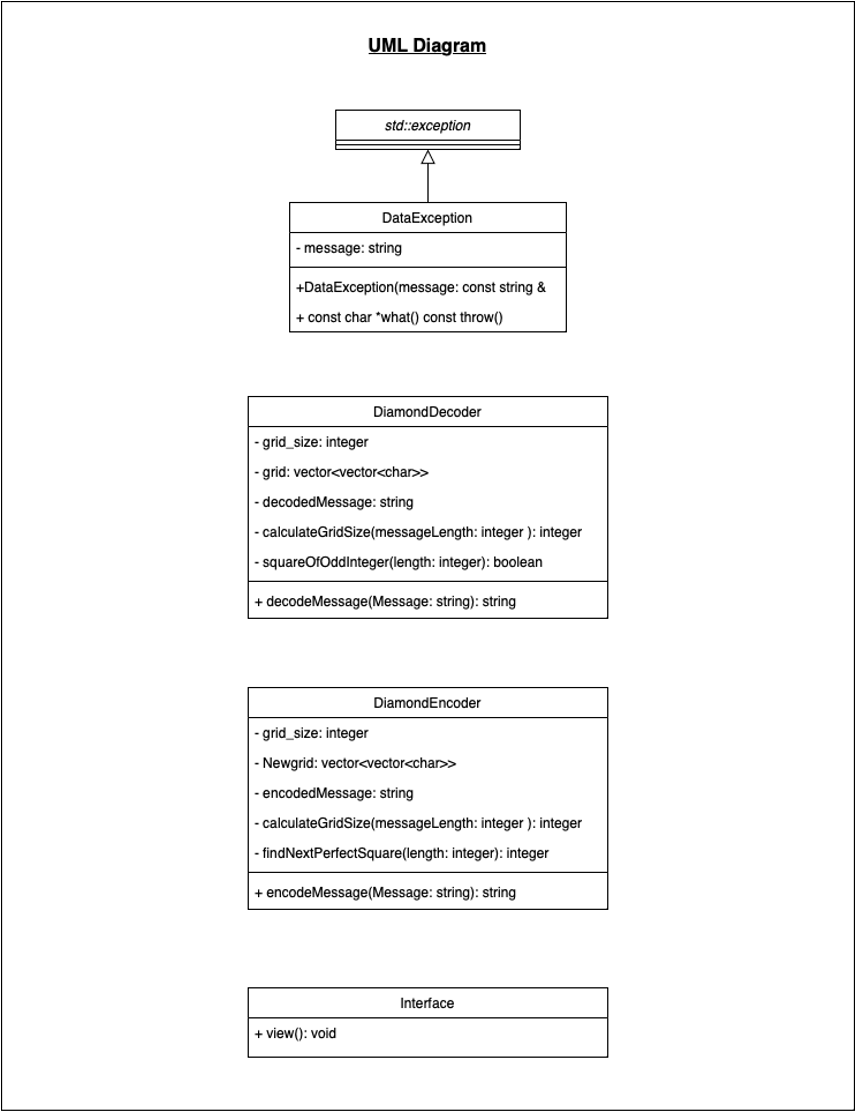 UML Diagram
std::exception
DataException
- message: string
+DataException(message: const string &
+ const char *what() const throw()
DiamondDecoder
- grid_size: integer
- grid: vector<vector<char>>
- decodedMessage: string
- calculateGridSize(messageLength: integer ): integer
- squareOfOddInteger(length: integer): boolean
+ decodeMessage(Message: string): string
DiamondEncoder
- grid_size: integer
- Newgrid: vector<vector<char>>
- encodedMessage: string
- calculateGridSize(messageLength: integer ): integer
- findNextPerfectSquare(length: integer): integer
+ encodeMessage(Message: string): string
Interface
+ view(): void